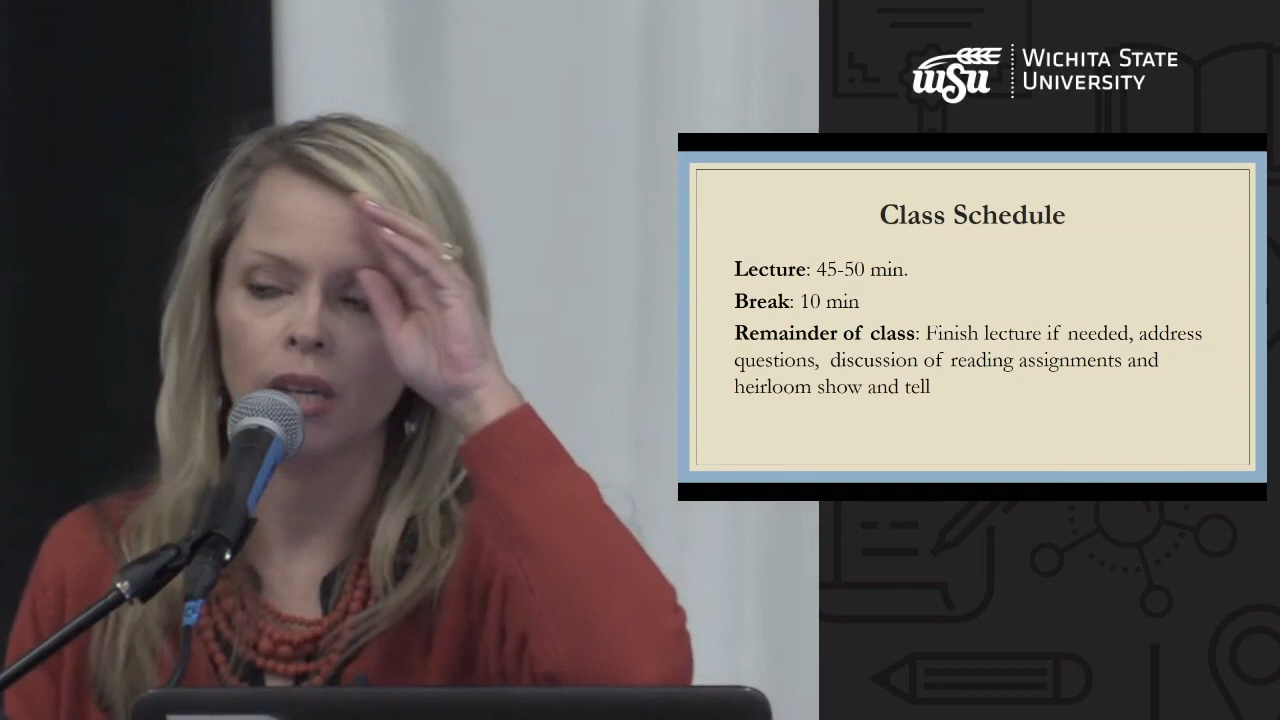 wsu
WICHITA STATE
UNIVERSITY
Class Schedule
Lecture: 45-50 min.
Break: 10 min
Remainder of class: Finish lecture if needed, address
questions, discussion of reading assignments and
heirloom show and tell